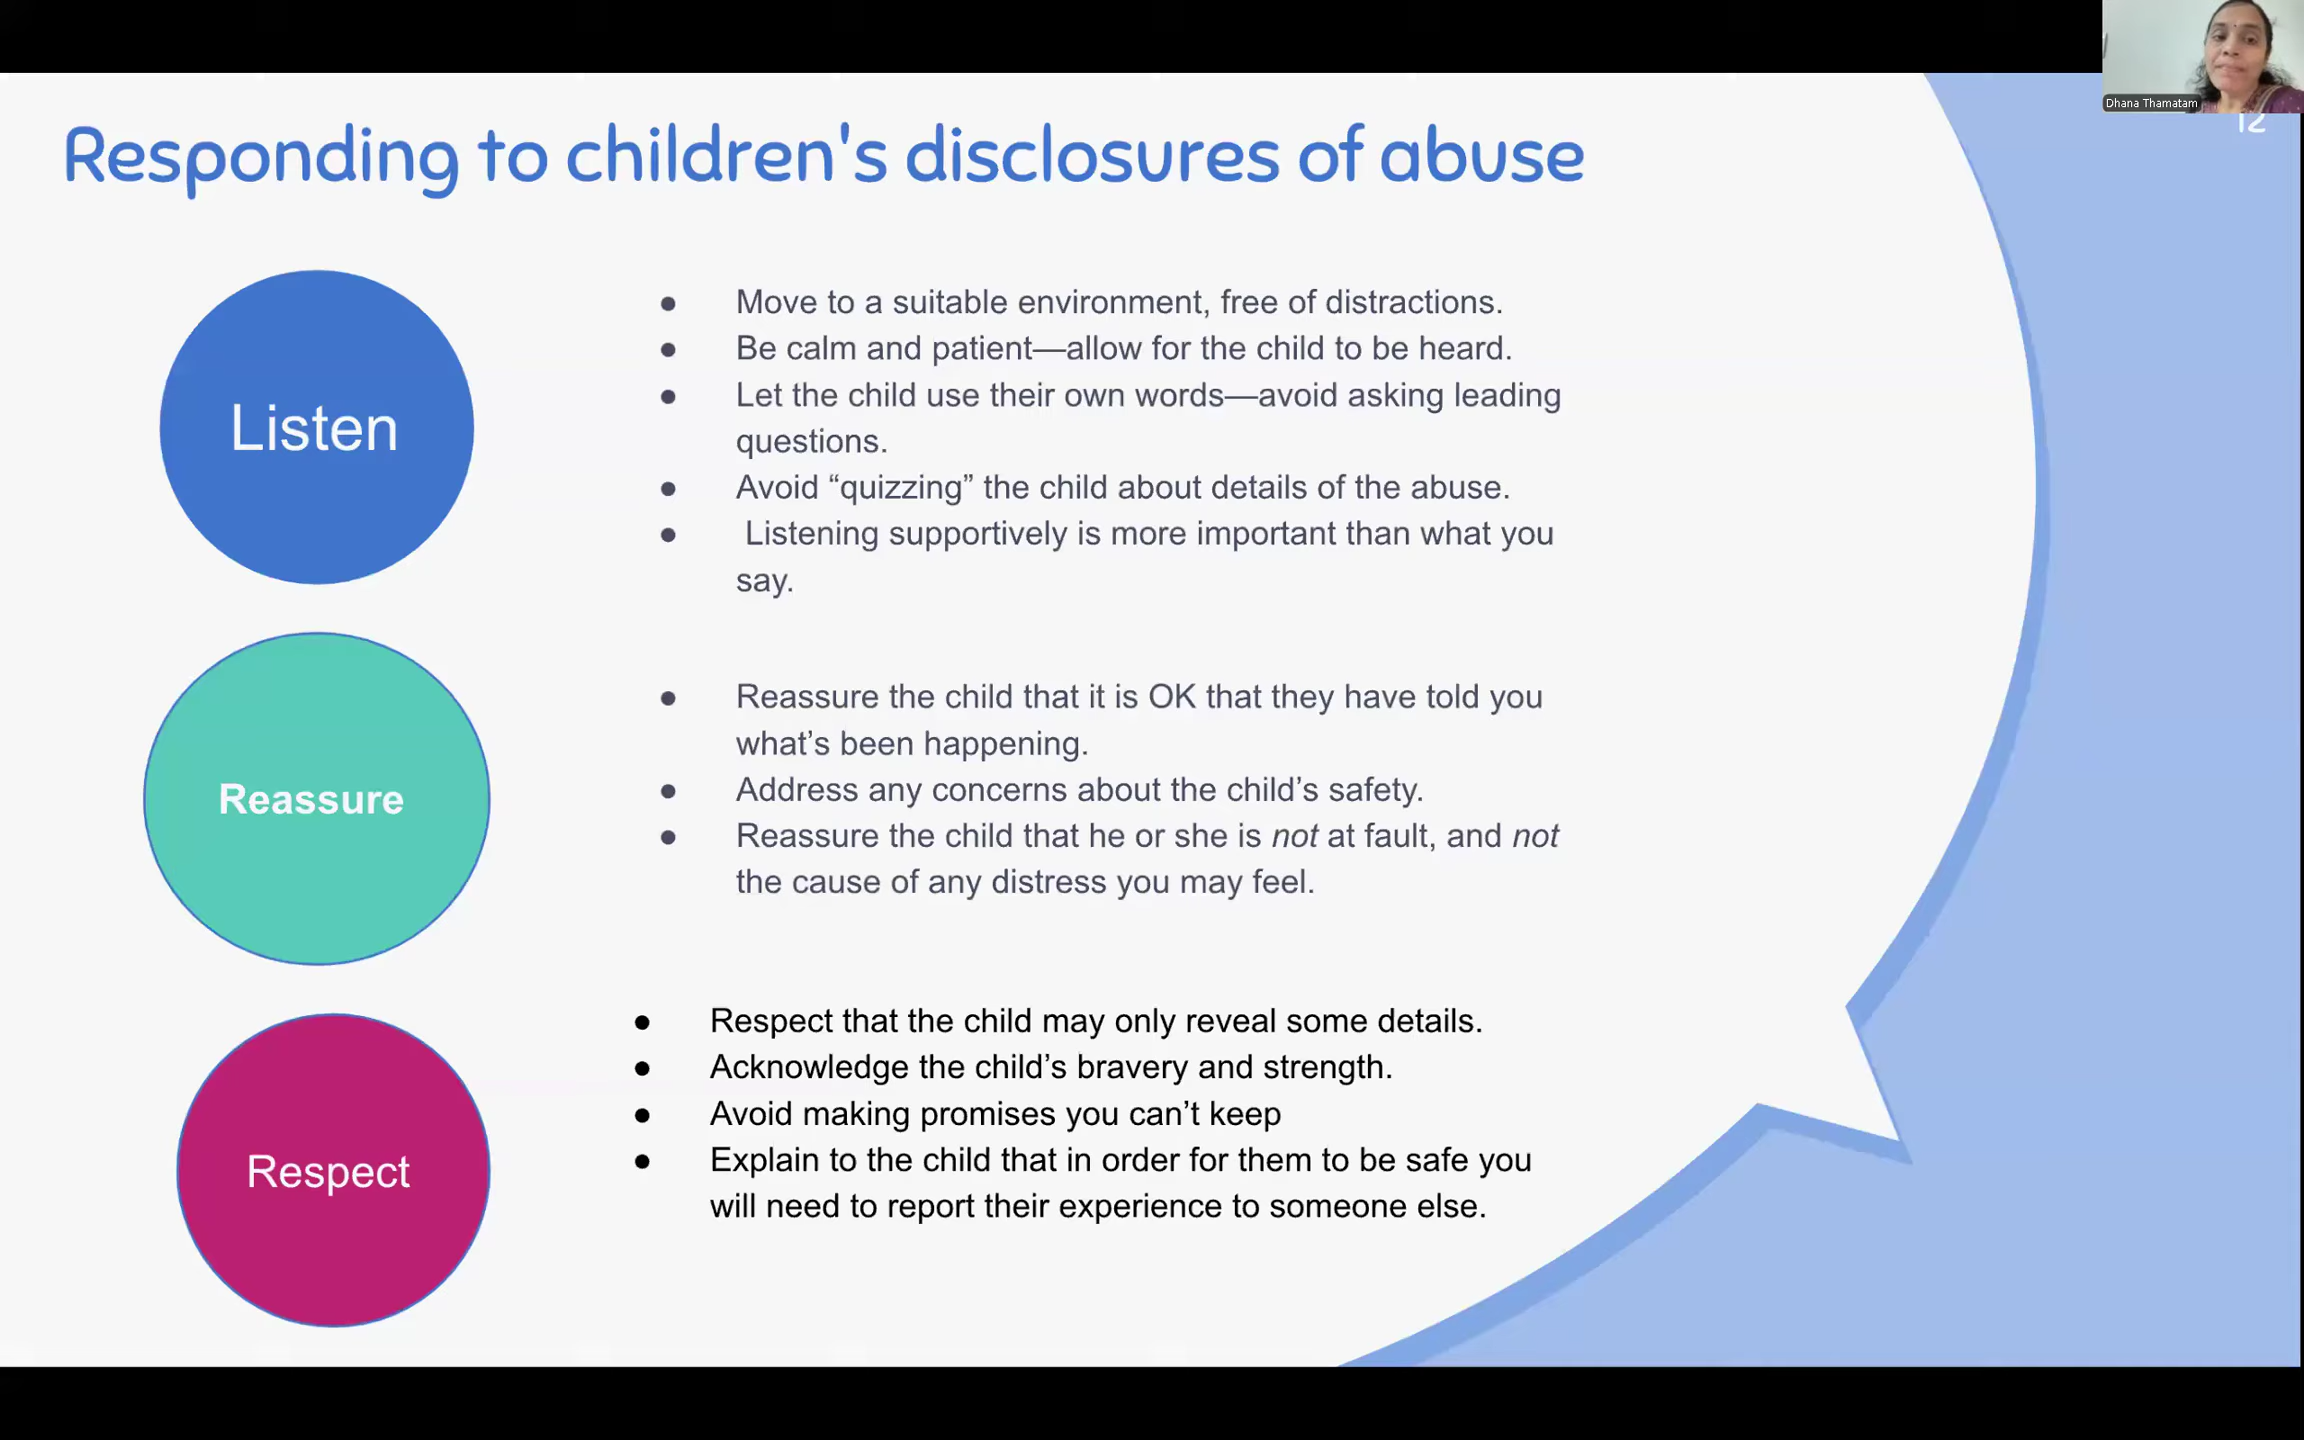 Dhana Thamatam
12
Responding to children's disclosures of abuse
Listen
● Move to a suitable environment, free of distractions.
● Be calm and patient—allow for the child to be heard.
● Let the child use their own words—avoid asking leading
questions.
● Avoid “quizzing” the child about details of the abuse.
● Listening supportively is more important than what you
say.
Reassure
● Reassure the child that it is OK that they have told you
what’s been happening.
● Address any concerns about the child’s safety.
● Reassure the child that he or she is not at fault, and not
the cause of any distress you may feel.
Respect
● Respect that the child may only reveal some details.
● Acknowledge the child’s bravery and strength.
● Avoid making promises you can’t keep
● Explain to the child that in order for them to be safe you
will need to report their experience to someone else.